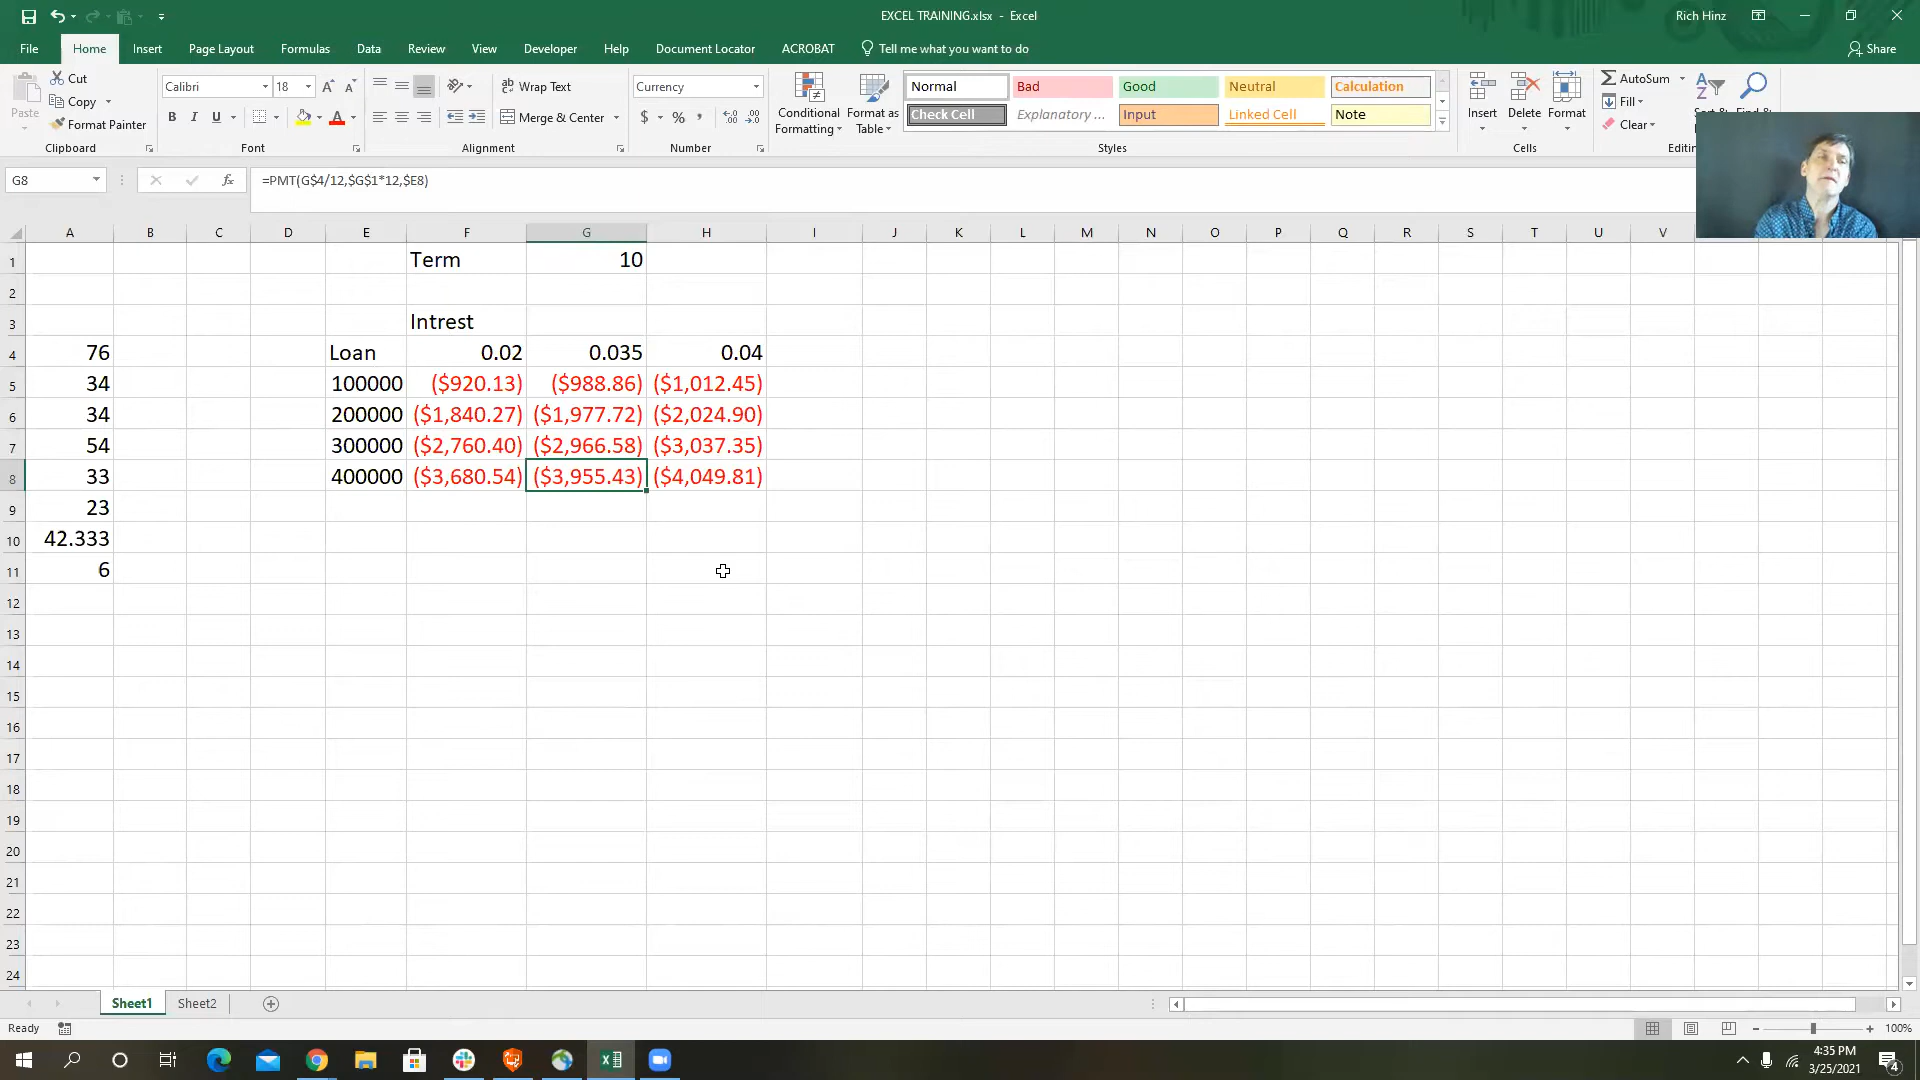 EXCEL TRAINING.xlsx - Excel
Rich Hinz
File Home Insert Page Layout Formulas Data Review View Developer Help Document Locator ACROBAT Tell me what you want to do Share
Paste
Cut
Copy
Format Painter
Clipboard
Calibri 18
B I U
Font
Wrap Text
Merge & Center
Alignment
Currency
$ % ,
Number
Conditional Formatting
Format as Table
Normal Bad Good Neutral Calculation
Check Cell Explanatory ... Input Linked Cell Note
Styles
Insert Delete Format
Cells
AutoSum
Fill
Clear
G8 fx =PMT(G$4/12,$G$1*12,$E8)
A B C D E F G H I J K L M N O P Q R S T U V
1 Term 10
2
3 Intrest
4 76 Loan 0.02 0.035 0.04
5 34 100000 ($920.13) ($988.86) ($1,012.45)
6 34 200000 ($1,840.27) ($1,977.72) ($2,024.90)
7 54 300000 ($2,760.40) ($2,966.58) ($3,037.35)
8 33 400000 ($3,680.54) ($3,955.43) ($4,049.81)
9 23
10 42.333
11 6
12
13
14
15
16
17
18
19
20
21
22
23
24
Sheet1 Sheet2
Ready
100%
4:35 PM
3/25/2021
4